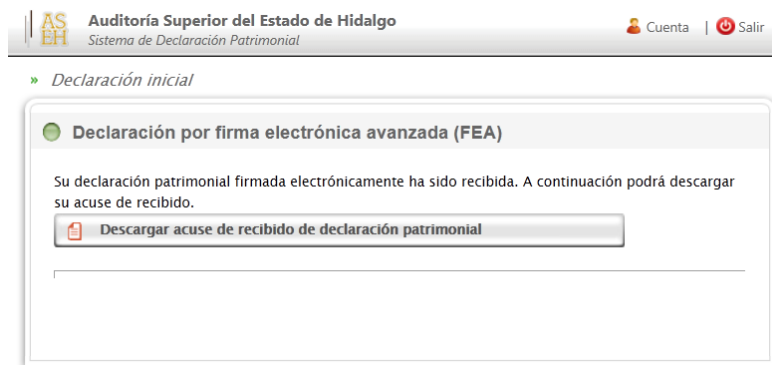 AS
EH
Auditoría Superior del Estado de Hidalgo
Sistema de Declaración Patrimonial
Cuenta | Salir
» Declaración inicial
Declaración por firma electrónica avanzada (FEA)
Su declaración patrimonial firmada electrónicamente ha sido recibida. A continuación podrá descargar
su acuse de recibido.
Descargar acuse de recibido de declaración patrimonial